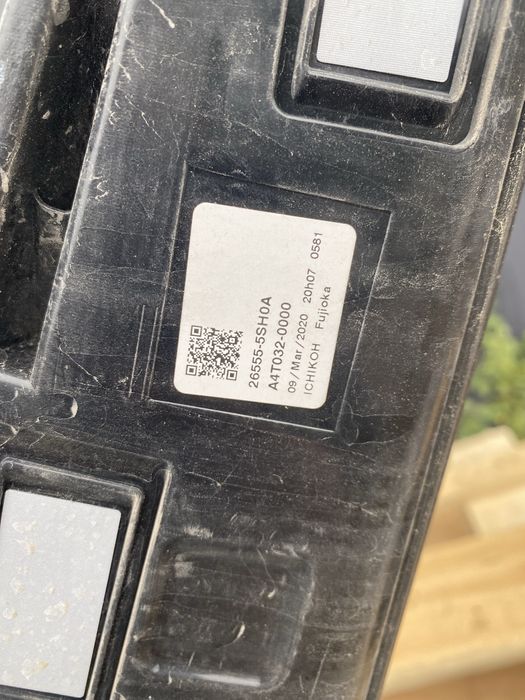 26555-5SH0A
A4T032-0000
09/Mar/2020 20h07 0581
ICHIKOH Fujioka